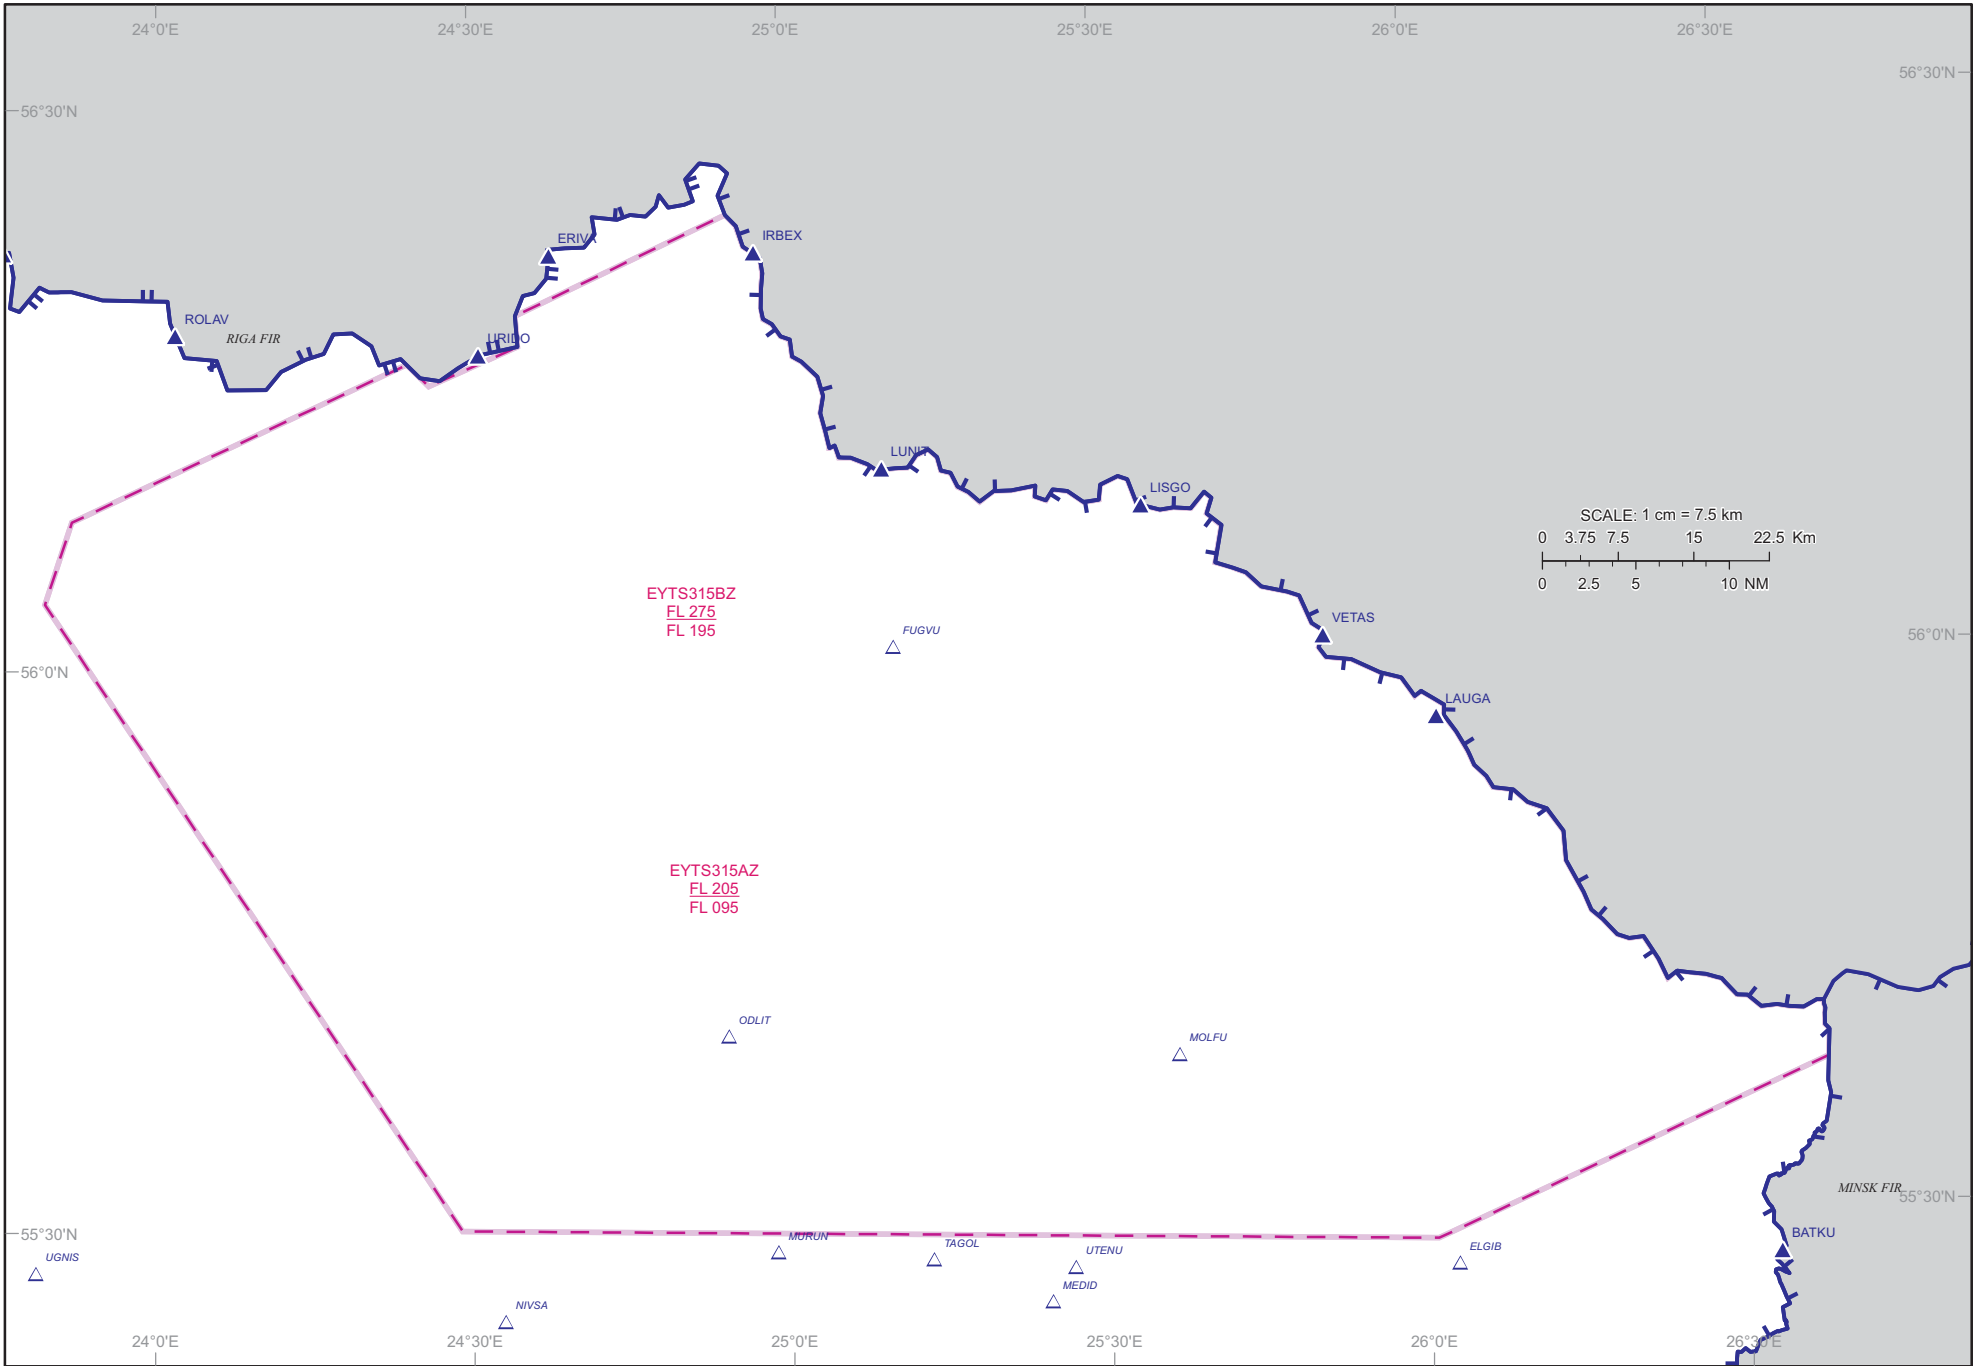 24°0'E 24°30'E 25°0'E 25°30'E 26°0'E 26°30'E
56°30'N
56°30'N
ERIVA
IRBEX
ROLAV
RIGA FIR
URIDO
LUNIT
LISGO
SCALE: 1 cm = 7.5 km
0 3.75 7.5 15 22.5 Km
0 2.5 5 10 NM
EYTS315BZ
FL 275
FL 195
VETAS
FUGVU
56°0'N
56°0'N
LAUGA
EYTS315AZ
FL 205
FL 095
ODLIT
MOLFU
MINSK FIR
55°30'N
55°30'N
BATKU
MURUN
TAGOL
UTENU
ELGIB
UGNIS
MEDID
NIVSA
24°0'E 24°30'E 25°0'E 25°30'E 26°0'E 26°30'E